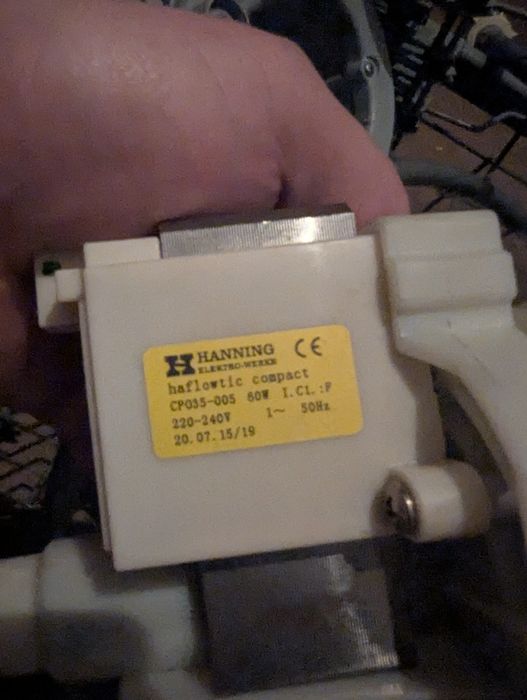 H HANNING CE
ELEKTRO-WERKE
haflowtic compact
CP035-005 60W I.Cl.:F
220-240V 1~ 50Hz
20.07.15/19